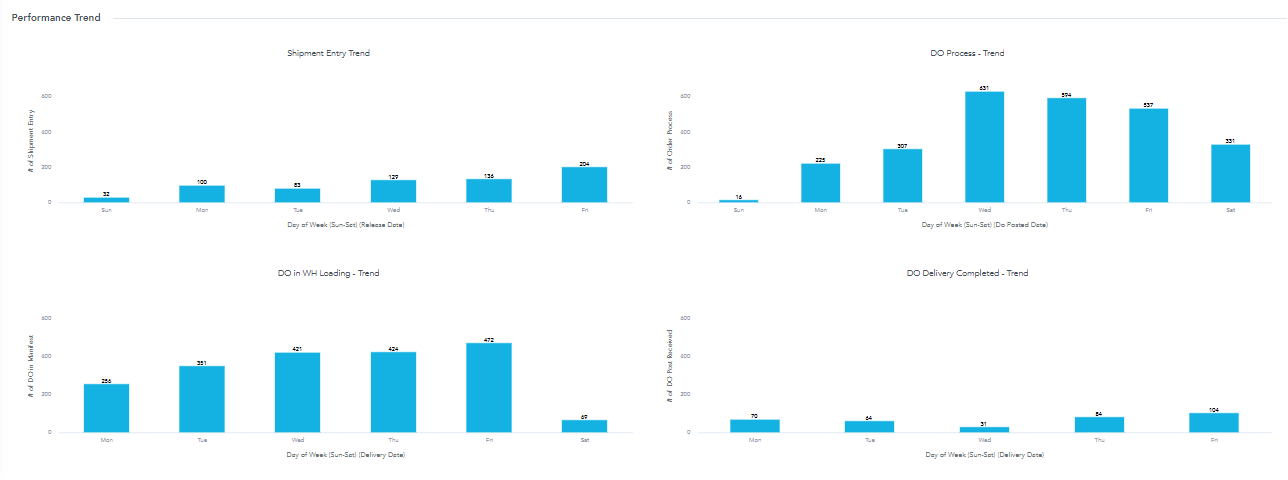 Performance Trend
Shipment Entry Trend
# of Shipment Entry
600
400
200
0
32
100
83
129
136
204
Sun
Mon
Tue
Wed
Thu
Fri
Day of Week (Sun-Sat) (Release Date)
DO Process - Trend
# of Order Process
600
400
200
0
16
225
307
631
594
537
331
Sun
Mon
Tue
Wed
Thu
Fri
Sat
Day of Week (Sun-Sat) (Do Posted Date)
DO in WH Loading - Trend
# of DO in Manifest
600
400
200
0
256
351
421
424
472
69
Mon
Tue
Wed
Thu
Fri
Sat
Day of Week (Sun-Sat) (Delivery Date)
DO Delivery Completed - Trend
# of DO Post Received
600
400
200
0
70
64
31
84
104
Mon
Tue
Wed
Thu
Fri
Day of Week (Sun-Sat) (Delivery Date)